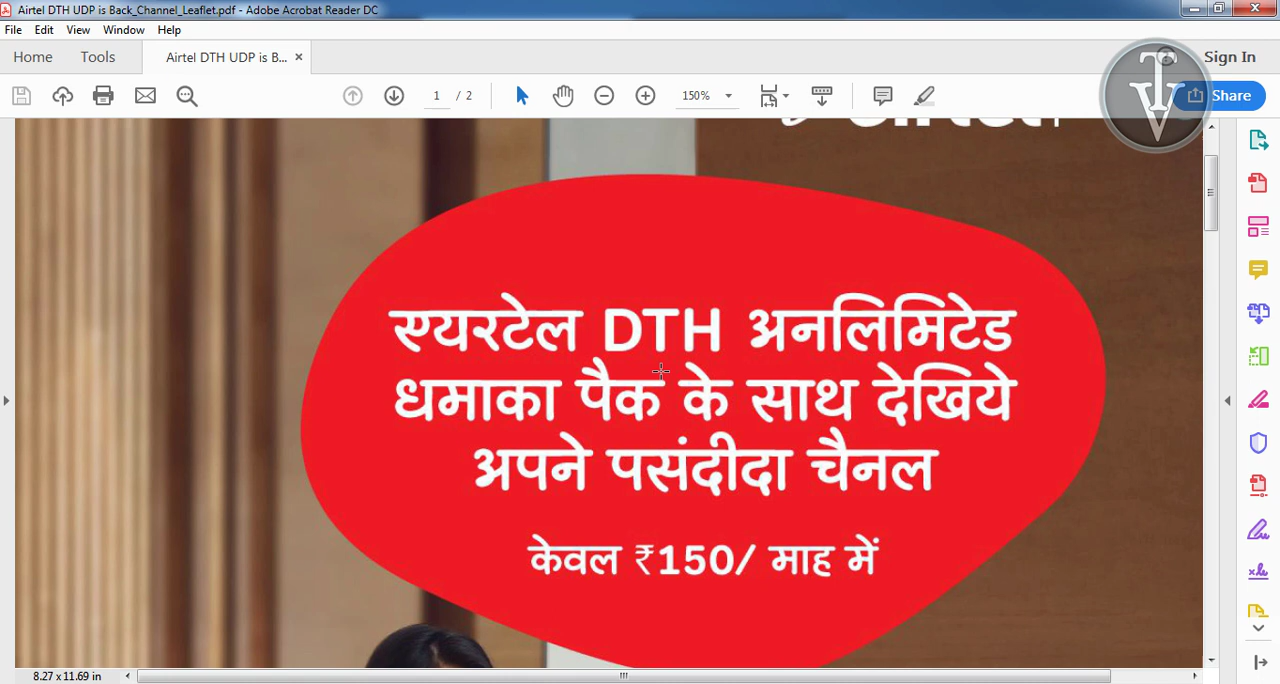 Airtel DTH UDP is Back_Channel_Leaflet.pdf - Adobe Acrobat Reader DC
File Edit View Window Help
Home Tools Airtel DTH UDP is B... × Sign In
1 / 2 150% Share
TV
एयरटेल DTH अनलिमिटेड
धमाका पैक के साथ देखिये
अपने पसंदीदा चैनल
केवल ₹150/ माह में
8.27 x 11.69 in